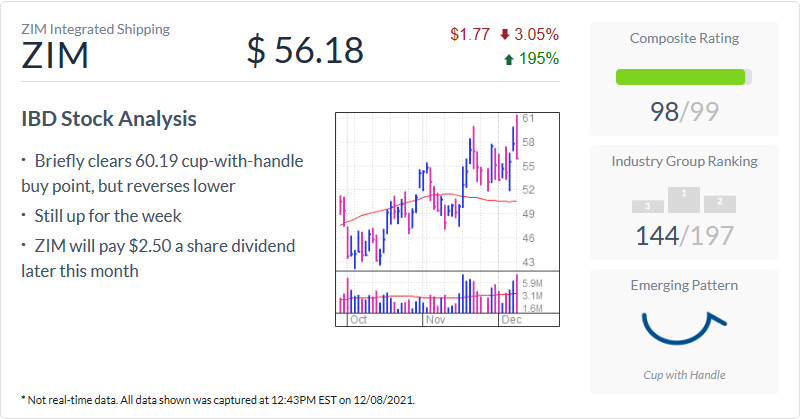 ZIM Integrated Shipping
ZIM
$ 56.18
$1.77 3.05%
195%
IBD Stock Analysis
· Briefly clears 60.19 cup-with-handle
buy point, but reverses lower
· Still up for the week
· ZIM will pay $2.50 a share dividend
later this month
61
58
55
52
49
46
43
5.9M
3.1M
1.6M
Oct
Nov
Dec
Composite Rating
98/99
Industry Group Ranking
3
1
2
144/197
Emerging Pattern
Cup with Handle
* Not real-time data. All data shown was captured at 12:43PM EST on 12/08/2021.